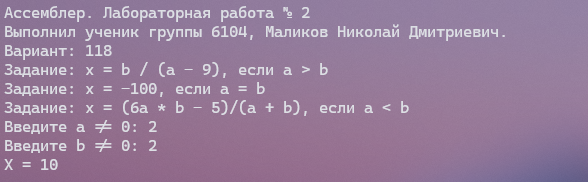 Ассемблер. Лабораторная работа № 2
Выполнил ученик группы 6104, Маликов Николай Дмитриевич.
Вариант: 118
Задание: x = b / (a - 9), если a > b
Задание: x = -100, если a = b
Задание: x = (6a * b - 5)/(a + b), если a < b
Введите a ≠ 0: 2
Введите b ≠ 0: 2
X = 10